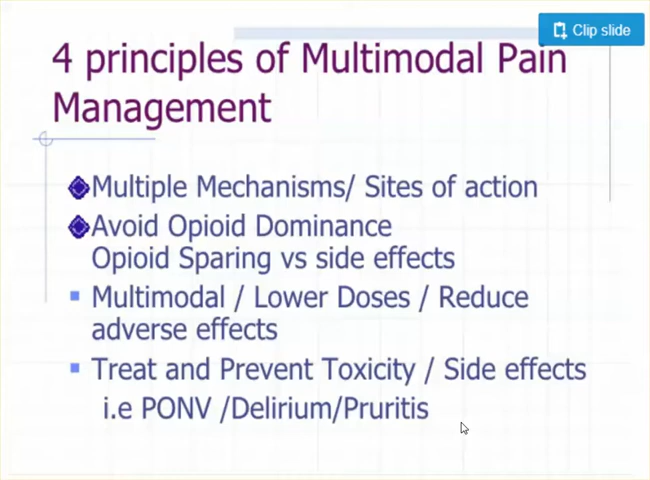 Clip slide
4 principles of Multimodal Pain
Management
Multiple Mechanisms/ Sites of action
Avoid Opioid Dominance
Opioid Sparing vs side effects
Multimodal / Lower Doses / Reduce
adverse effects
Treat and Prevent Toxicity / Side effects
i.e PONV /Delirium/Pruritis